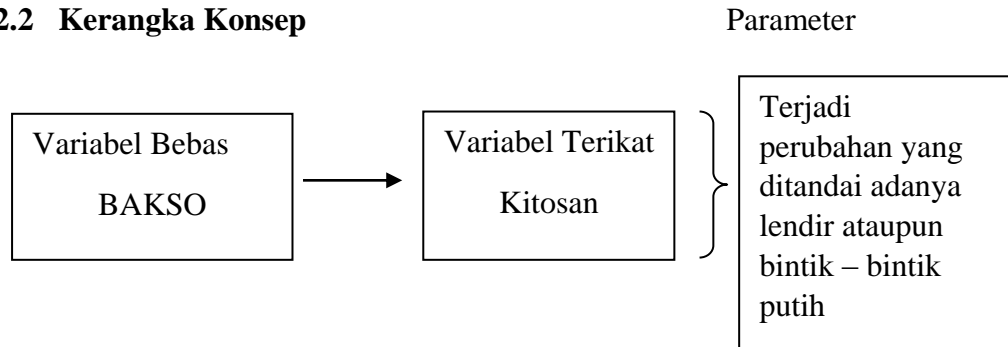 2.2 Kerangka Konsep
Parameter
Variabel Bebas
BAKSO
Variabel Terikat
Kitosan
Terjadi
perubahan yang
ditandai adanya
lendir ataupun
bintik – bintik
putih